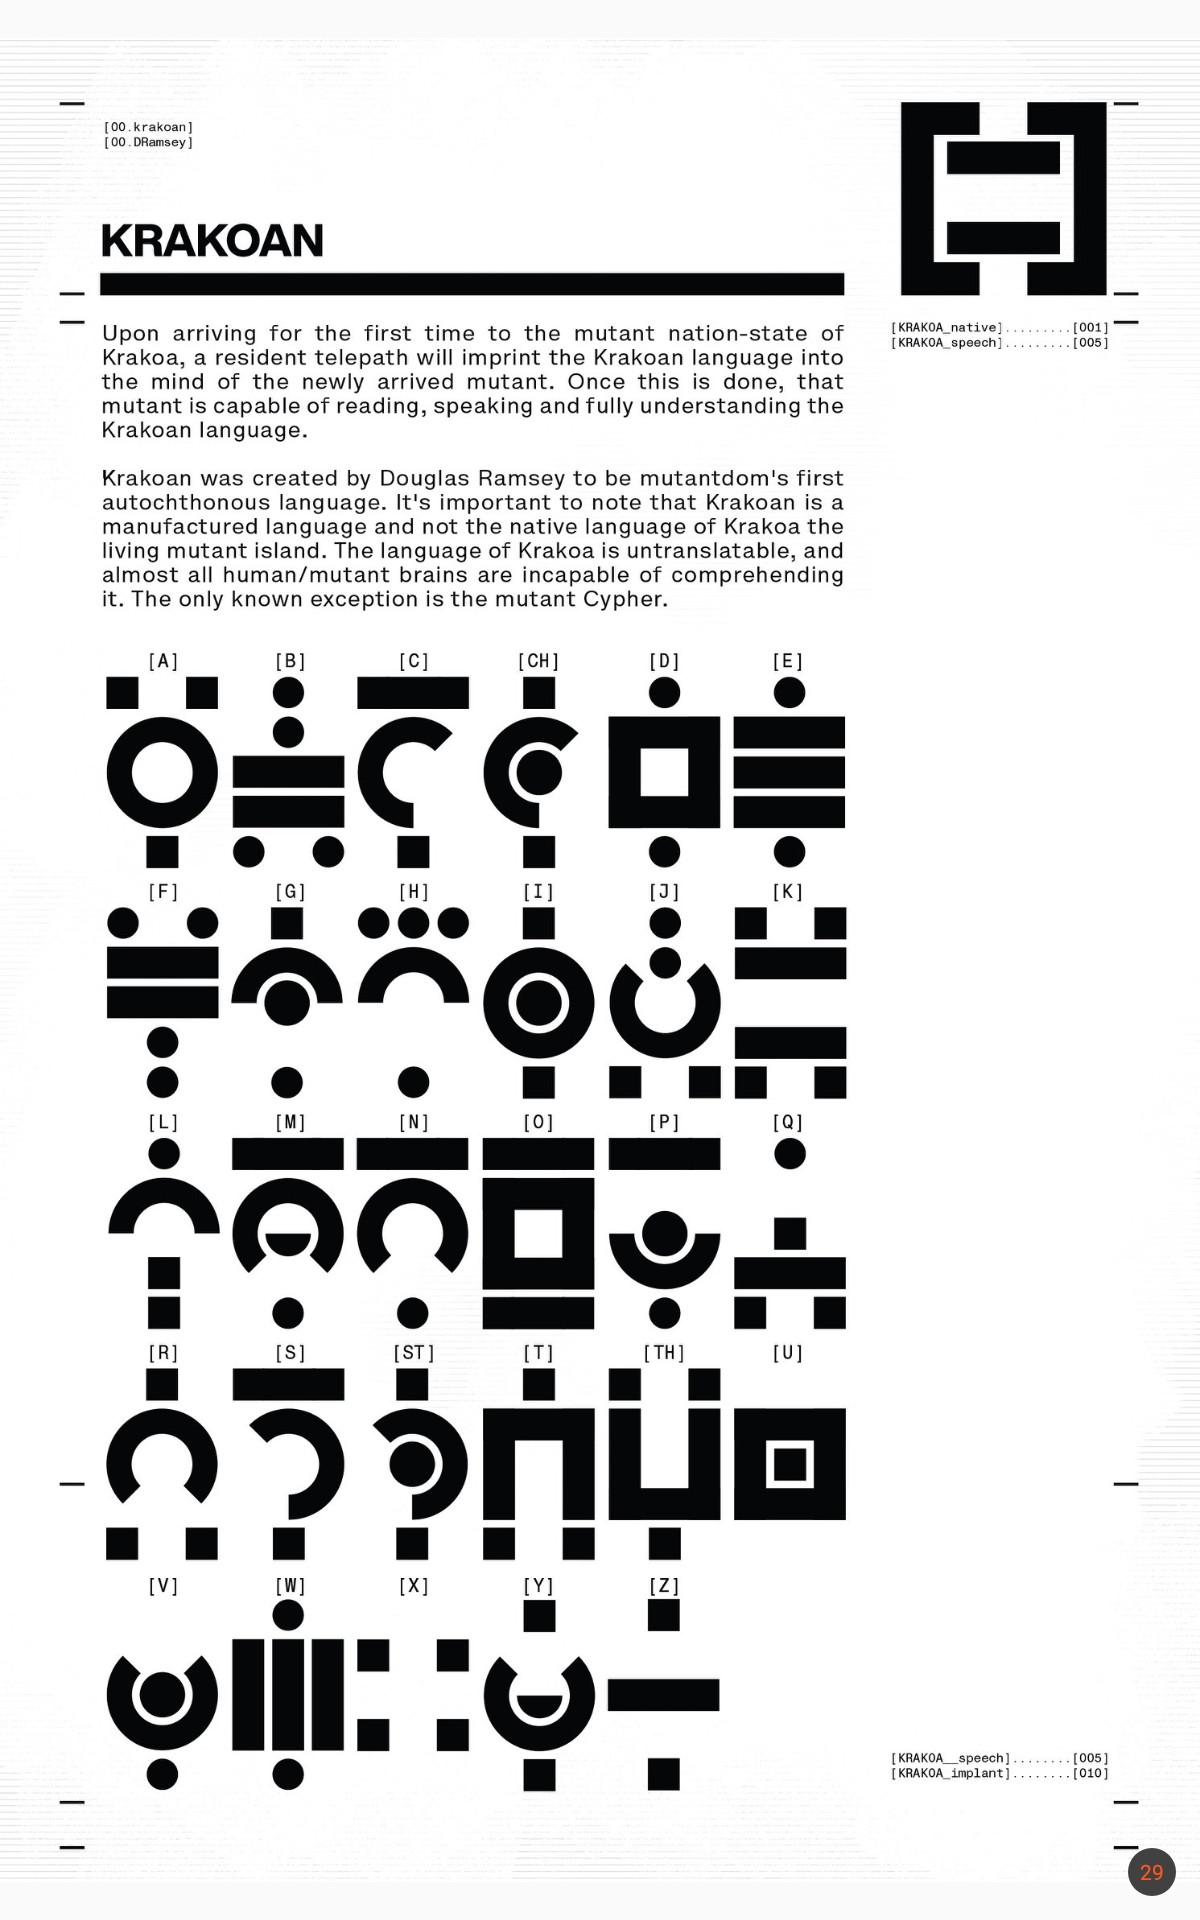 [00.krakoan]
[00.DRamsey]
KRAKOAN
[KRAKOA_native].........[001]
[KRAKOA_speech].........[005]
Upon arriving for the first time to the mutant nation-state of
Krakoa, a resident telepath will imprint the Krakoan language into
the mind of the newly arrived mutant. Once this is done, that
mutant is capable of reading, speaking and fully understanding the
Krakoan language.
Krakoan was created by Douglas Ramsey to be mutantdom's first
autochthonous language. It's important to note that Krakoan is a
manufactured language and not the native language of Krakoa the
living mutant island. The language of Krakoa is untranslatable, and
almost all human/mutant brains are incapable of comprehending
it. The only known exception is the mutant Cypher.
[A] [B] [C] [CH] [D] [E]
[F] [G] [H] [I] [J] [K]
[L] [M] [N] [O] [P] [Q]
[R] [S] [ST] [T] [TH] [U]
[V] [W] [X] [Y] [Z]
[KRAKOA__speech]........[005]
[KRAKOA_implant]........[010]
29